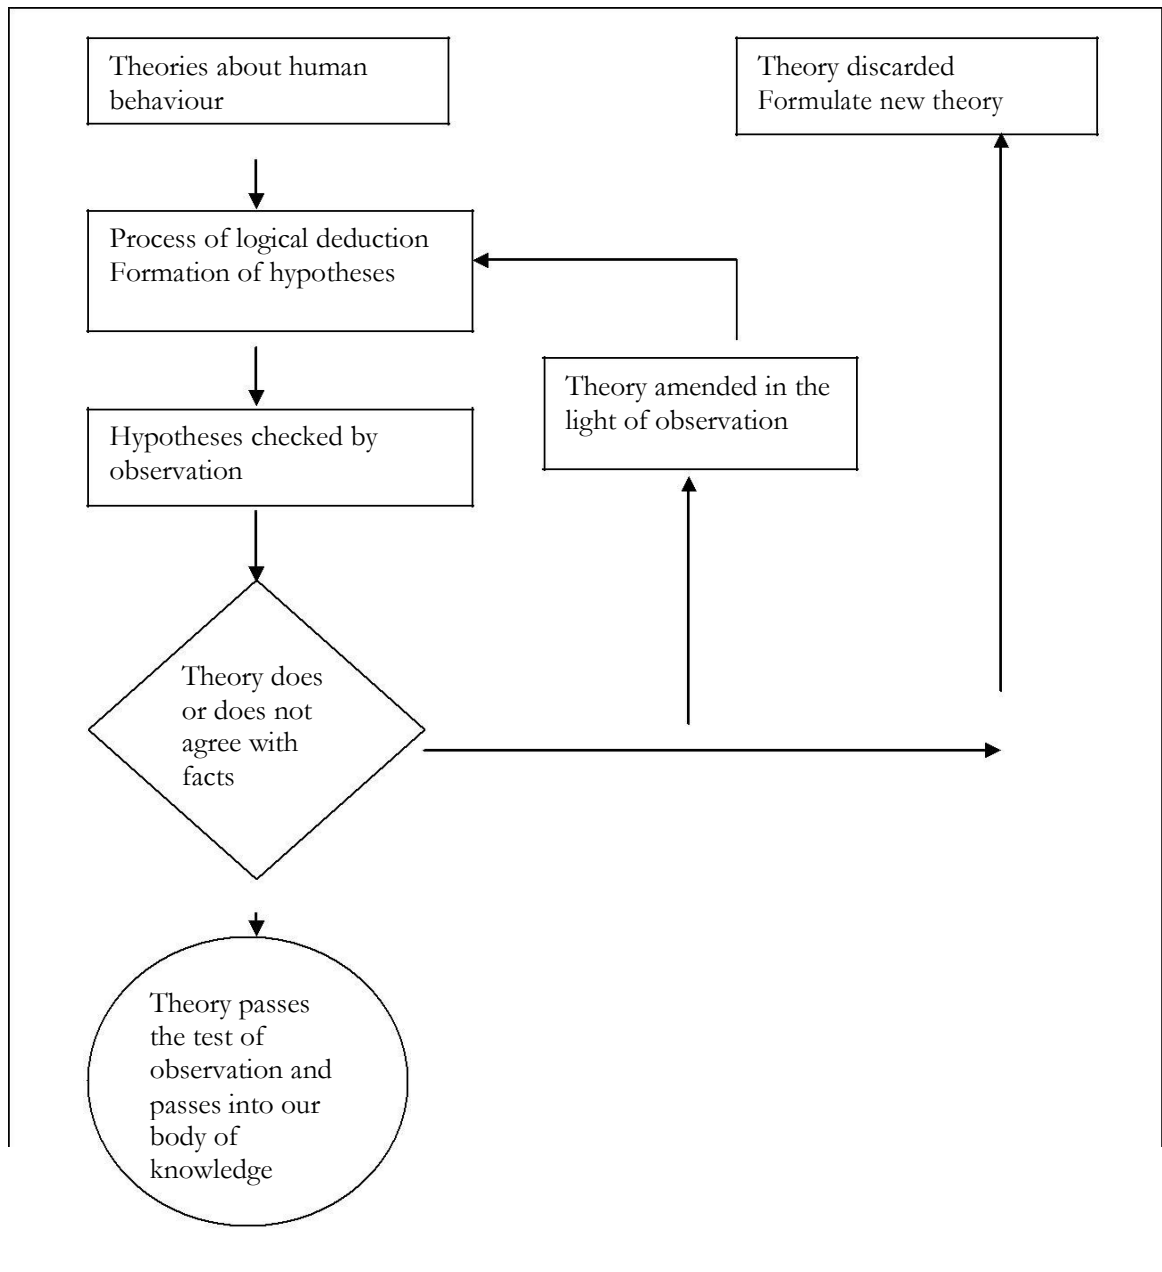 Theories about human
behaviour
Theory discarded
Formulate new theory
Process of logical deduction
Formation of hypotheses
Theory amended in the
light of observation
Hypotheses checked by
observation
Theory does
or does not
agree with
facts
Theory passes
the test of
observation and
passes into our
body of
knowledge